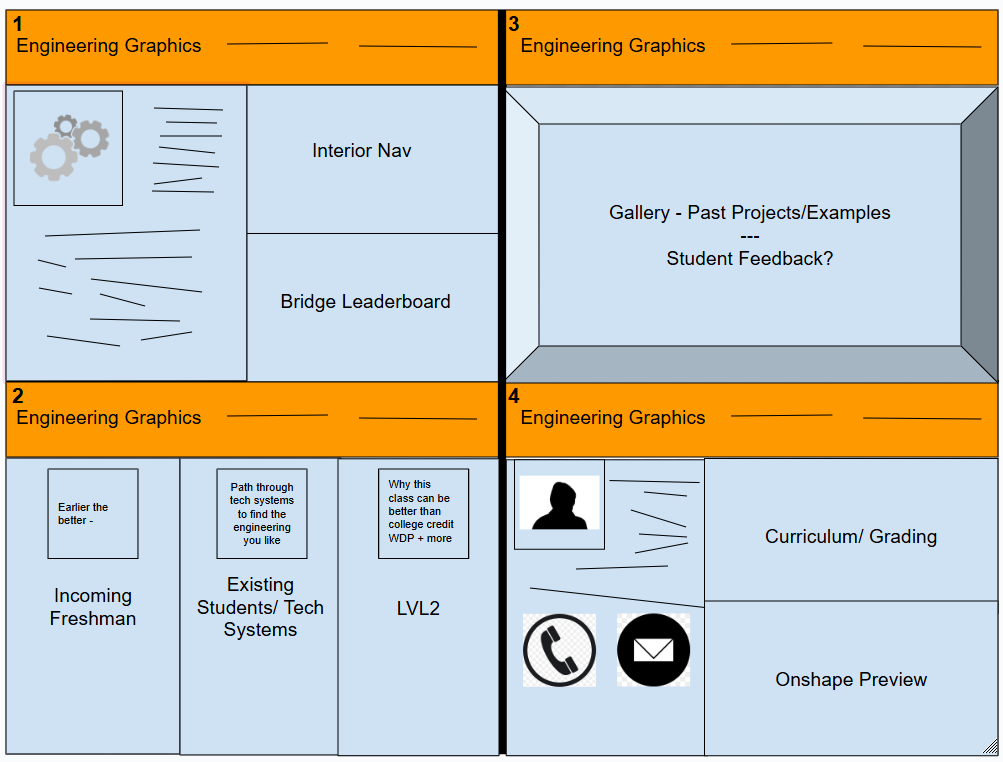 1
Engineering Graphics
Interior Nav
Bridge Leaderboard
2
Engineering Graphics
Earlier the
better -
Incoming
Freshman
Path through
tech systems
to find the
engineering
you like
Existing
Students/ Tech
Systems
Why this
class can be
better than
college credit
WDP + more
LVL2
3
Engineering Graphics
Gallery - Past Projects/Examples
---
Student Feedback?
4
Engineering Graphics
Curriculum/ Grading
Onshape Preview